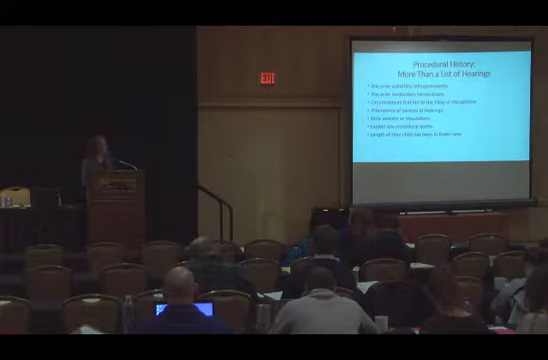 EXIT
Procedural History:
More Than a List of Hearings
• Any prior voluntary relinquishments
• Any prior involuntary terminations
• Circumstances that led to the filing of the petition
• Attendance of parents at hearings
• Note waivers or stipulations
• Explain any procedural quirks
• Length of time child has been in foster care